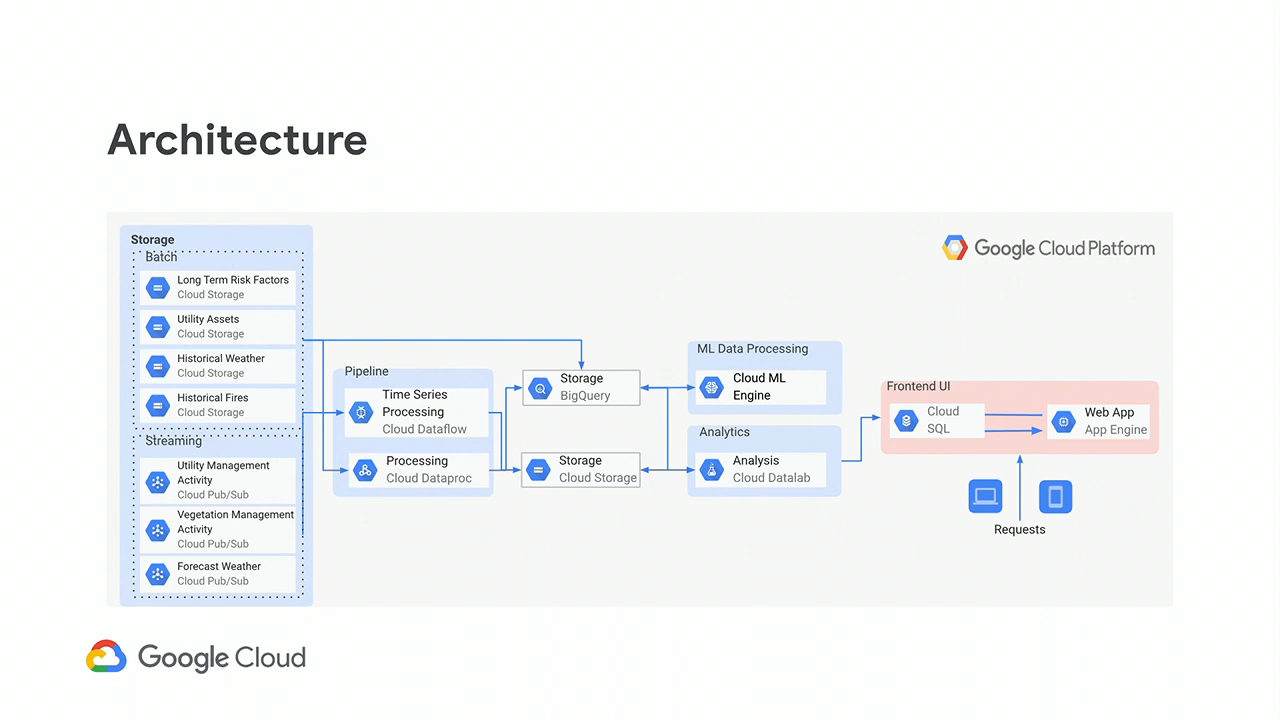 Architecture
Storage
Batch
Long Term Risk Factors
Cloud Storage
Utility Assets
Cloud Storage
Historical Weather
Cloud Storage
Historical Fires
Cloud Storage
Streaming
Utility Management
Activity
Cloud Pub/Sub
Vegetation Management
Activity
Cloud Pub/Sub
Forecast Weather
Cloud Pub/Sub
Pipeline
Time Series
Processing
Cloud Dataflow
Processing
Cloud Dataproc
Storage
BigQuery
Storage
Cloud Storage
ML Data Processing
Cloud ML
Engine
Analytics
Analysis
Cloud Datalab
Google Cloud Platform
Frontend UI
Cloud
SQL
Web App
App Engine
Requests
Google Cloud